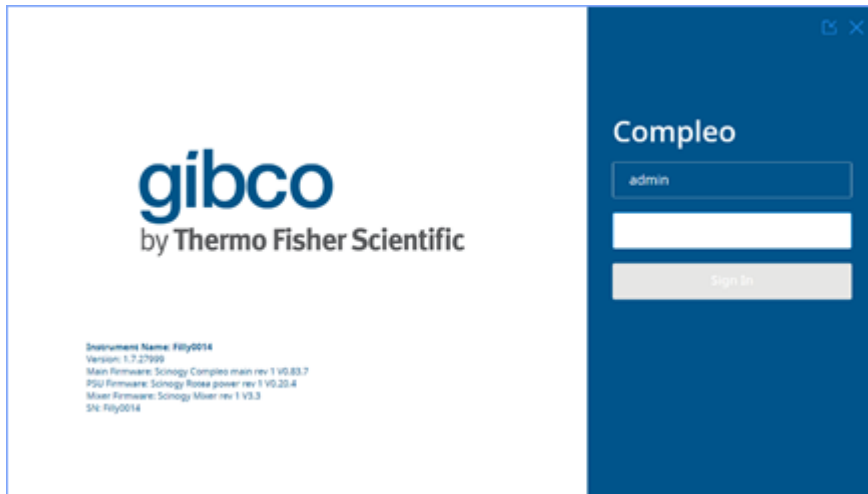 gibco
by Thermo Fisher Scientific
Instrument Name: Filly0014
Version: 1.7.27999
Main Firmware: Scinogy Compleo main rev 1 V0.83.7
PSU Firmware: Scinogy Rotea power rev 1 V0.20.4
Mixer Firmware: Scinogy Mixer rev 1 V3.3
SN: Filly0014
Compleo
admin
Sign In